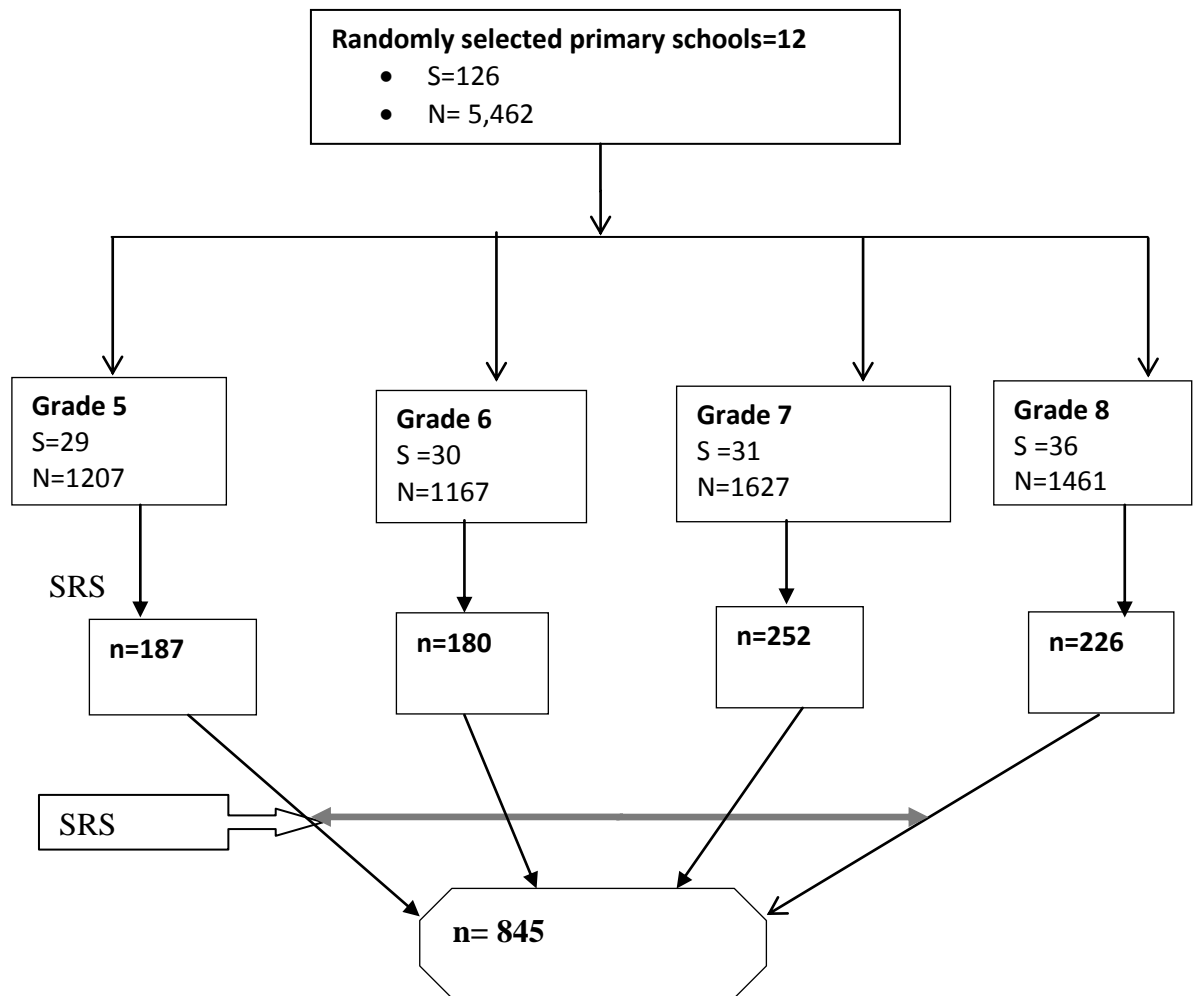 Randomly selected primary schools=12
• S=126
• N= 5,462
Grade 5
S=29
N=1207
Grade 6
S =30
N=1167
Grade 7
S =31
N=1627
Grade 8
S =36
N=1461
SRS
n=187
n=180
n=252
n=226
SRS
n= 845